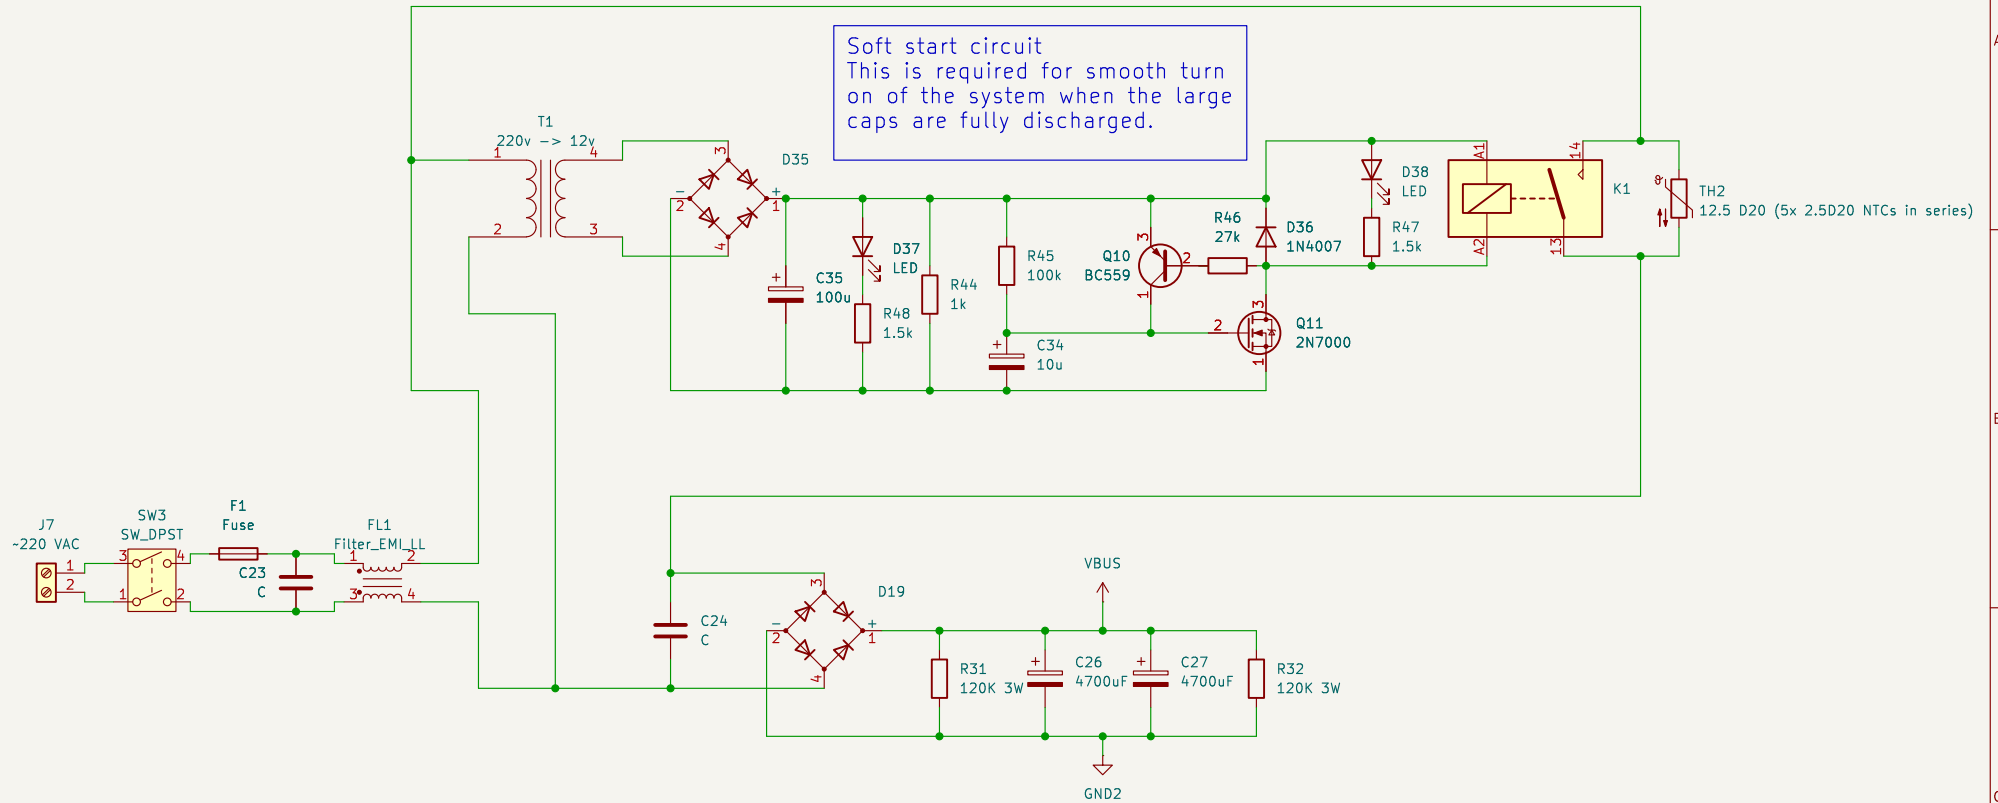 Soft start circuit
This is required for smooth turn
on of the system when the large
caps are fully discharged.
T1
220v -> 12v
1
4
2
3
D35
3
-
+
2
1
4
C35
100u
+
D37
LED
R48
1.5k
R44
1k
R45
100k
C34
10u
+
Q10
BC559
3
2
1
R46
27k
D36
1N4007
Q11
2N7000
3
2
1
D38
LED
R47
1.5k
A1
14
A2
13
K1
TH2
12.5 D20 (5x 2.5D20 NTCs in series)
J7
~220 VAC
1
2
SW3
SW_DPST
3
4
1
2
F1
Fuse
C23
C
FL1
Filter_EMI_LL
1
2
3
4
C24
C
D19
3
-
+
2
1
4
VBUS
R31
120K 3W
C26
4700uF
+
C27
4700uF
+
R32
120K 3W
GND2